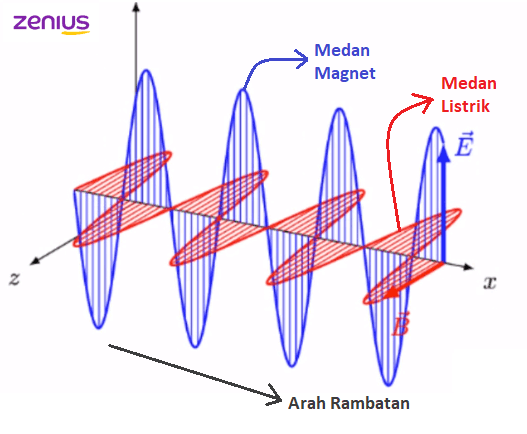 zenius
Medan
Magnet
Medan
Listrik
E
z
x
B
Arah Rambatan